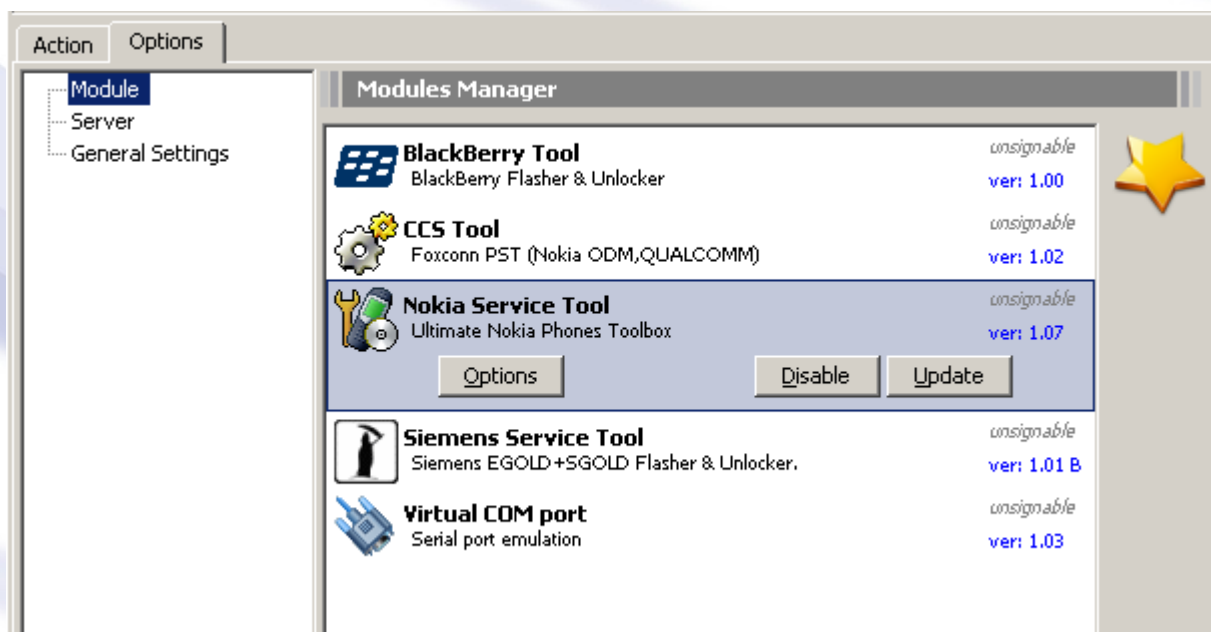 Action Options
Module
Server
General Settings
Modules Manager
BlackBerry Tool unsignable
BlackBerry Flasher & Unlocker ver: 1.00
CCS Tool unsignable
Foxconn PST (Nokia ODM,QUALCOMM) ver: 1.02
Nokia Service Tool unsignable
Ultimate Nokia Phones Toolbox ver: 1.07
Options Disable Update
Siemens Service Tool unsignable
Siemens EGOLD+SGOLD Flasher & Unlocker. ver: 1.01 B
Virtual COM port unsignable
Serial port emulation ver: 1.03